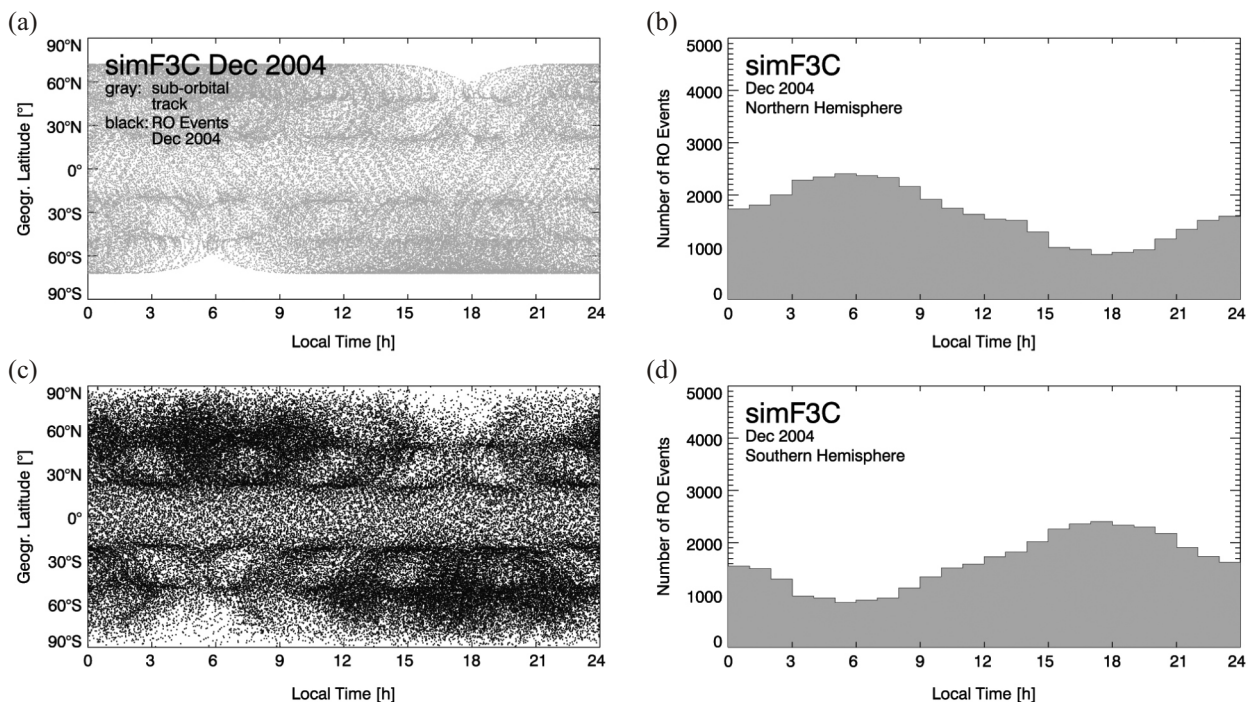 (a)
90°N
60°N
30°N
0°
30°S
60°S
90°S
Geogr. Latitude [°]
simF3C Dec 2004
gray: sub-orbital
track
black: RO Events
Dec 2004
0 3 6 9 12 15 18 21 24
Local Time [h]
(b)
5000
4000
3000
2000
1000
0
Number of RO Events
simF3C
Dec 2004
Northern Hemisphere
0 3 6 9 12 15 18 21 24
Local Time [h]
(c)
90°N
60°N
30°N
0°
30°S
60°S
90°S
Geogr. Latitude [°]
0 3 6 9 12 15 18 21 24
Local Time [h]
(d)
5000
4000
3000
2000
1000
0
Number of RO Events
simF3C
Dec 2004
Southern Hemisphere
0 3 6 9 12 15 18 21 24
Local Time [h]